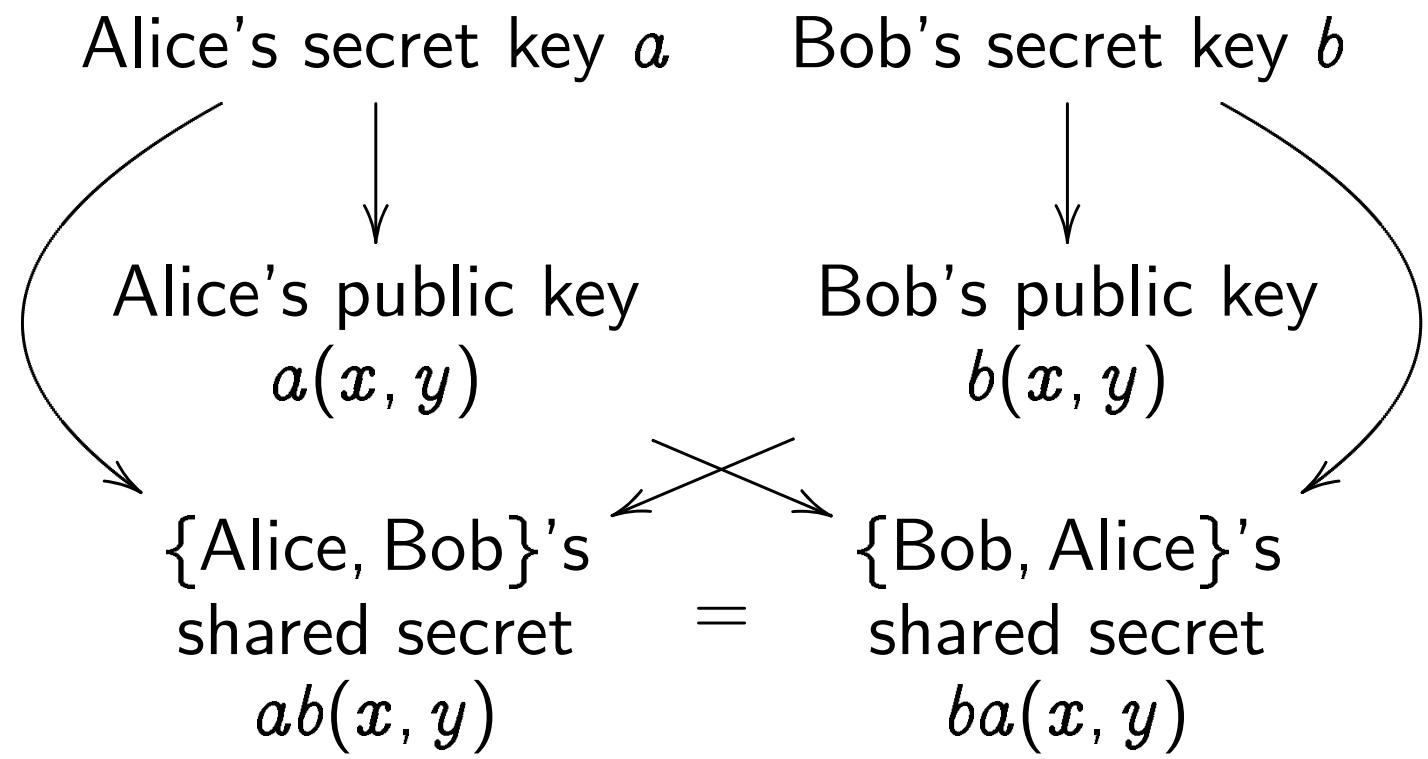 Alice's secret key a
Bob's secret key b
Alice's public key
a(x, y)
Bob's public key
b(x, y)
{Alice, Bob}'s
shared secret
ab(x, y)
=
{Bob, Alice}'s
shared secret
ba(x, y)